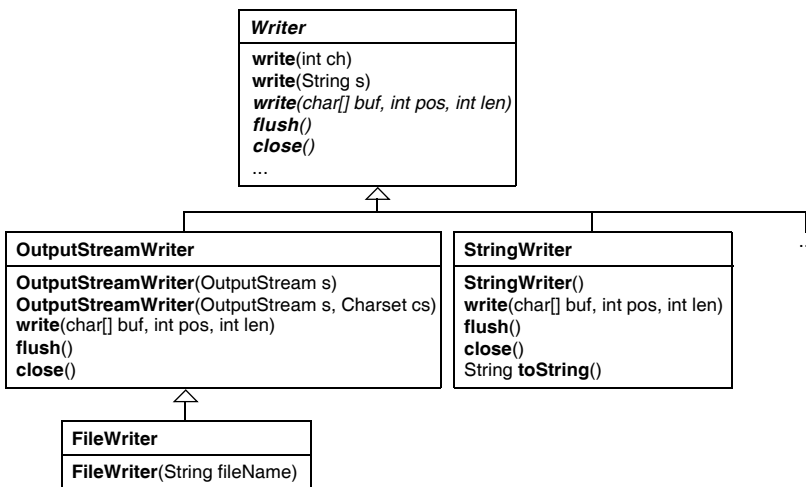 Writer
write(int ch)
write(String s)
write(char[] buf, int pos, int len)
flush()
close()
...
OutputStreamWriter
OutputStreamWriter(OutputStream s)
OutputStreamWriter(OutputStream s, Charset cs)
write(char[] buf, int pos, int len)
flush()
close()
StringWriter
StringWriter()
write(char[] buf, int pos, int len)
flush()
close()
String toString()
..
FileWriter
FileWriter(String fileName)